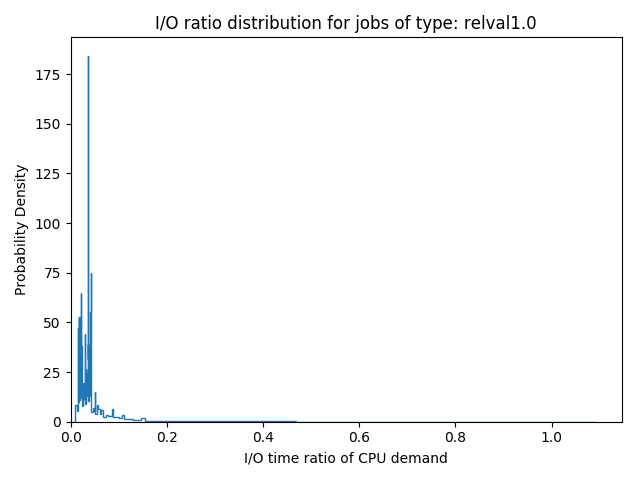 I/O ratio distribution for jobs of type: relval1.0
175
150
125
100
75
50
25
0
Probability Density
0.0 0.2 0.4 0.6 0.8 1.0
I/O time ratio of CPU demand